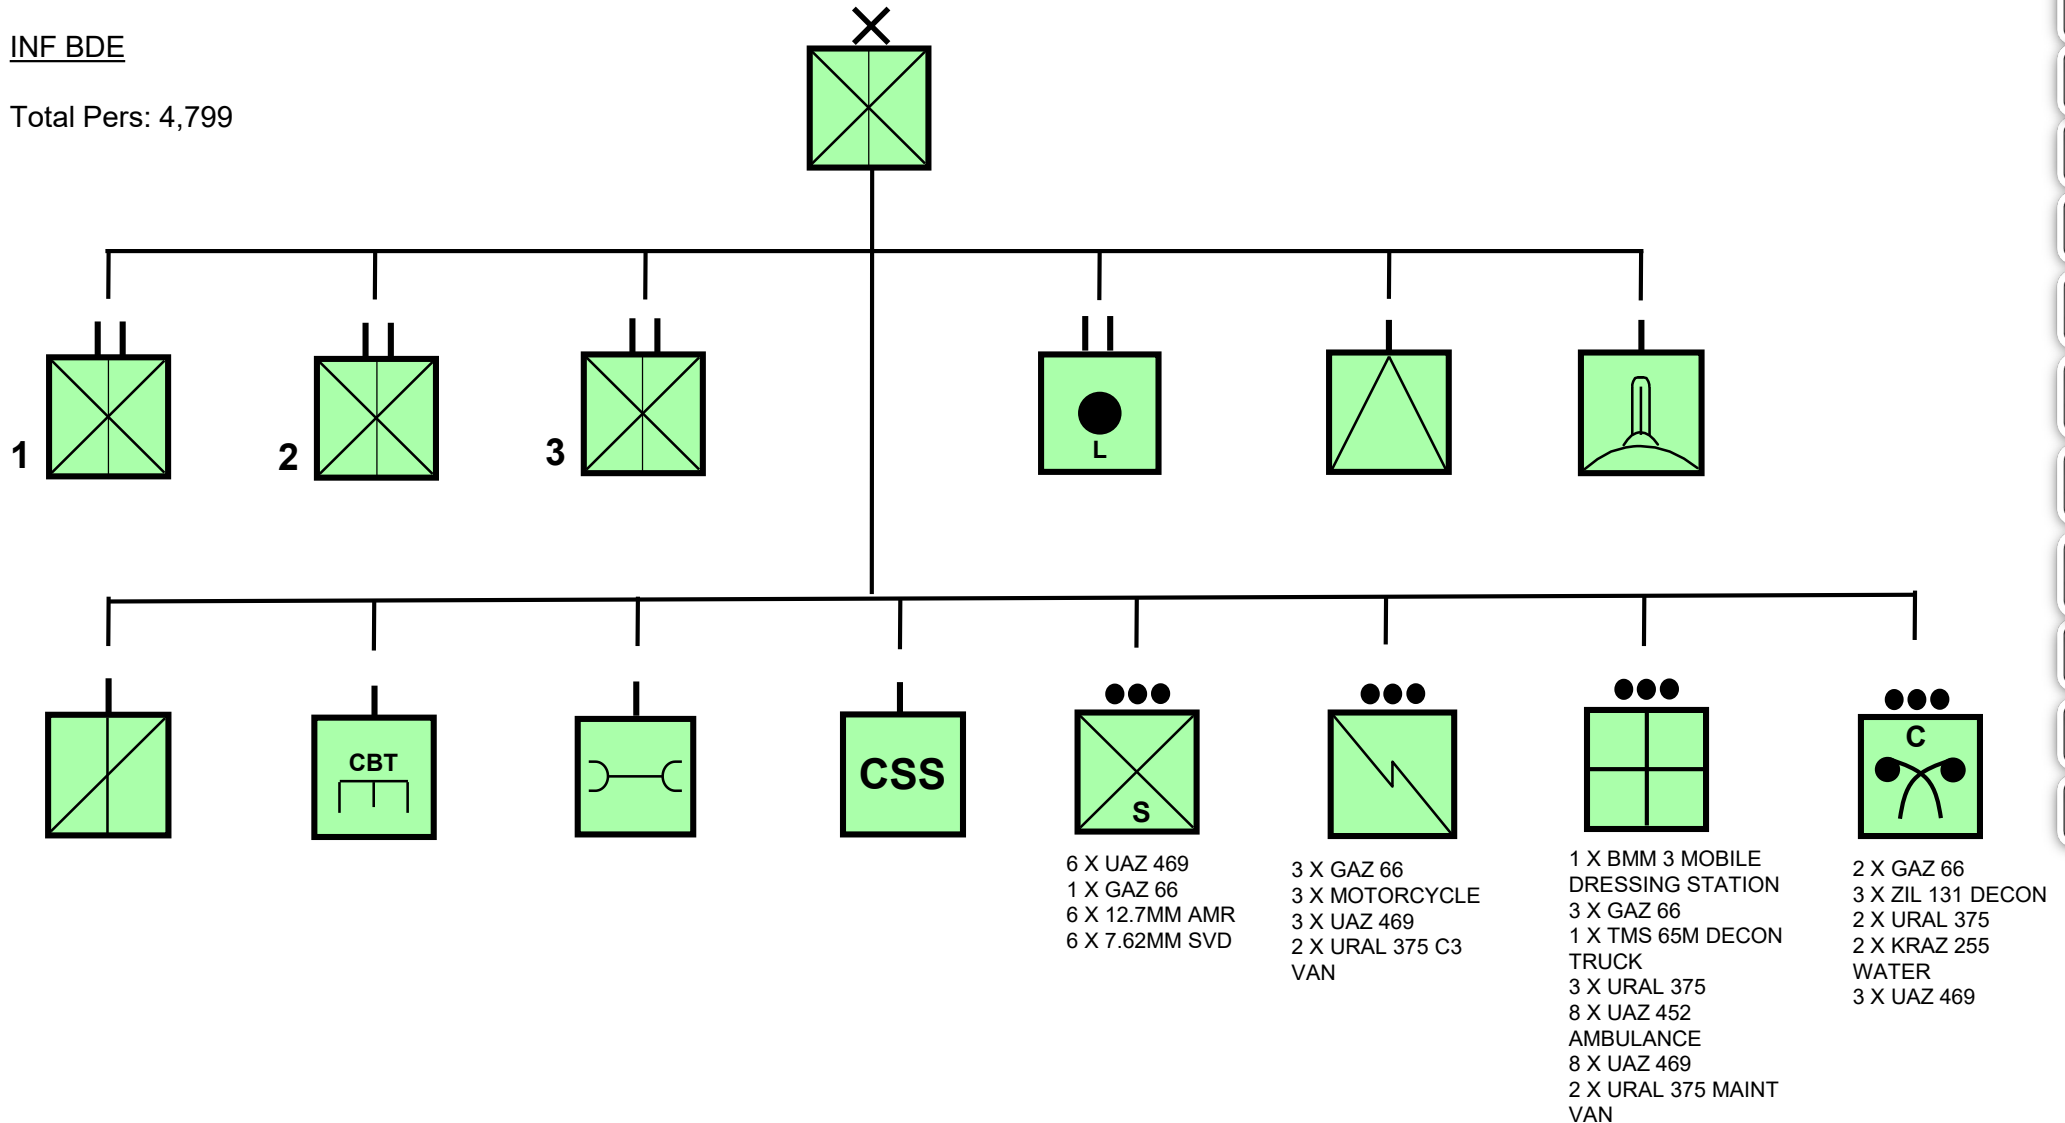 INF BDE
Total Pers: 4,799
1
2
3
L
CBT
CSS
S
C
6 X UAZ 469
1 X GAZ 66
6 X 12.7MM AMR
6 X 7.62MM SVD
3 X GAZ 66
3 X MOTORCYCLE
3 X UAZ 469
2 X URAL 375 C3
VAN
1 X BMM 3 MOBILE
DRESSING STATION
3 X GAZ 66
1 X TMS 65M DECON
TRUCK
3 X URAL 375
8 X UAZ 452
AMBULANCE
8 X UAZ 469
2 X URAL 375 MAINT
VAN
2 X GAZ 66
3 X ZIL 131 DECON
2 X URAL 375
2 X KRAZ 255
WATER
3 X UAZ 469